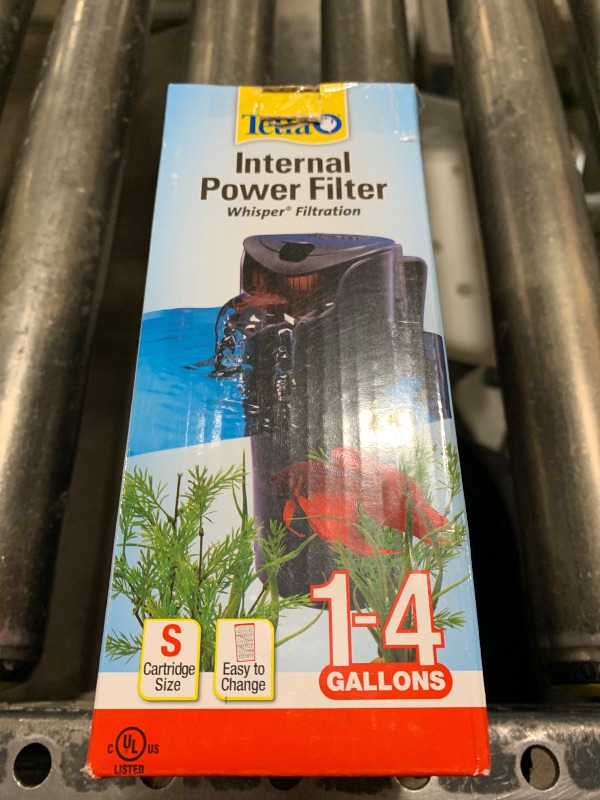 Tetra
Internal
Power Filter
Whisper® Filtration
S
Cartridge
Size
Easy to
Change
1-4
GALLONS
C UL US
LISTED